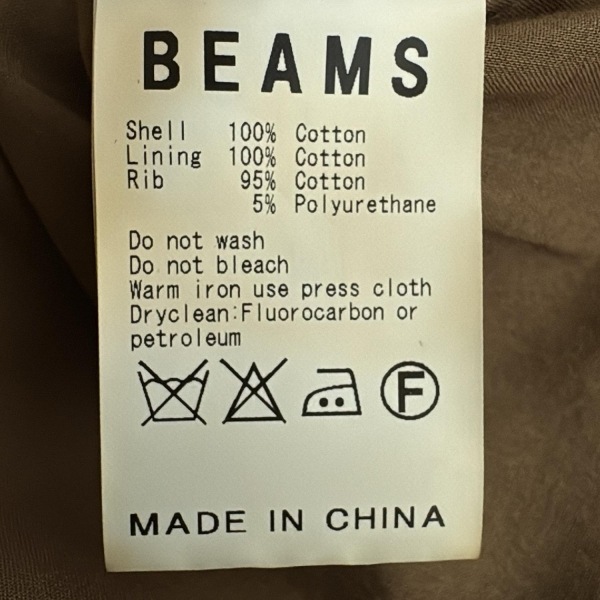 BEAMS
Shell 100% Cotton
Lining 100% Cotton
Rib 95% Cotton
5% Polyurethane
Do not wash
Do not bleach
Warm iron use press cloth
Dryclean:Fluorocarbon or
petroleum
F
MADE IN CHINA